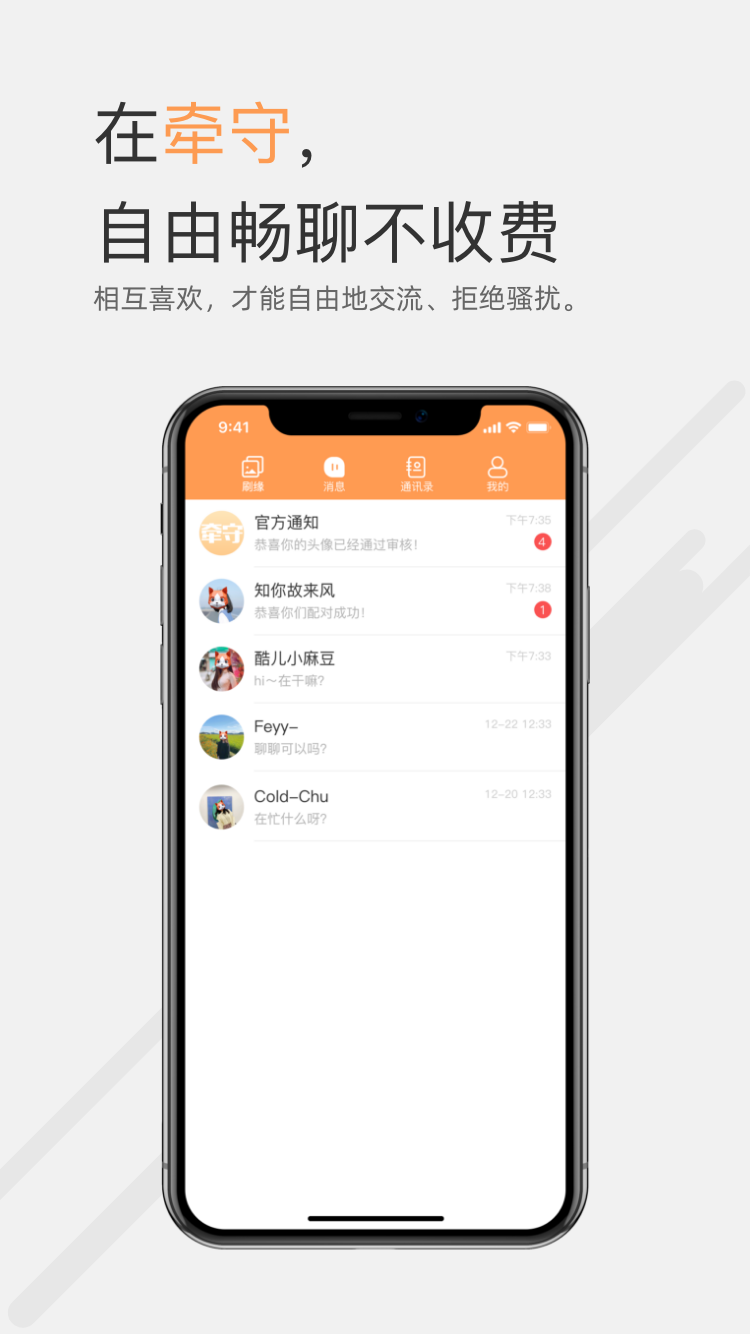 在牵守，
自由畅聊不收费
相互喜欢，才能自由地交流、拒绝骚扰。
9:41
刷缘 消息 通讯录 我的
牵守
官方通知 下午7:35
恭喜你的头像已经通过审核! 4
知你故来风 下午7:38
恭喜你们配对成功! 1
酷儿小麻豆 下午7:33
hi～在干嘛?
Feyy- 12-22 12:33
聊聊可以吗?
Cold-Chu 12-20 12:33
在忙什么呀?